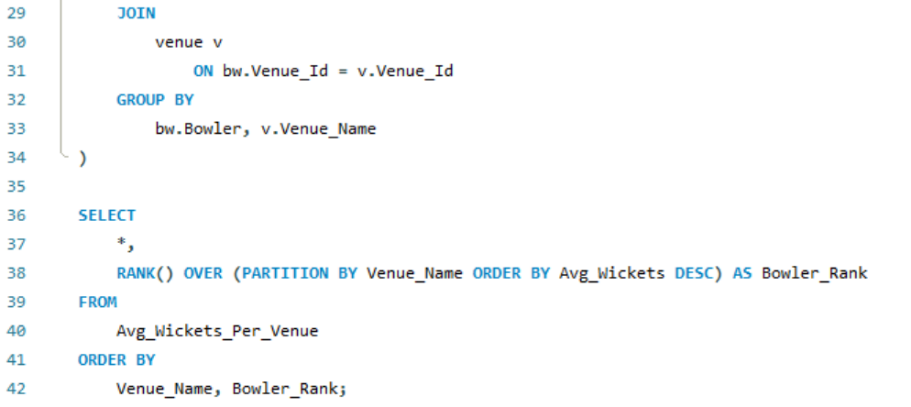 29 JOIN
30 venue v
31 ON bw.Venue_Id = v.Venue_Id
32 GROUP BY
33 bw.Bowler, v.Venue_Name
34 )
35
36 SELECT
37 *,
38 RANK() OVER (PARTITION BY Venue_Name ORDER BY Avg_Wickets DESC) AS Bowler_Rank
39 FROM
40 Avg_Wickets_Per_Venue
41 ORDER BY
42 Venue_Name, Bowler_Rank;